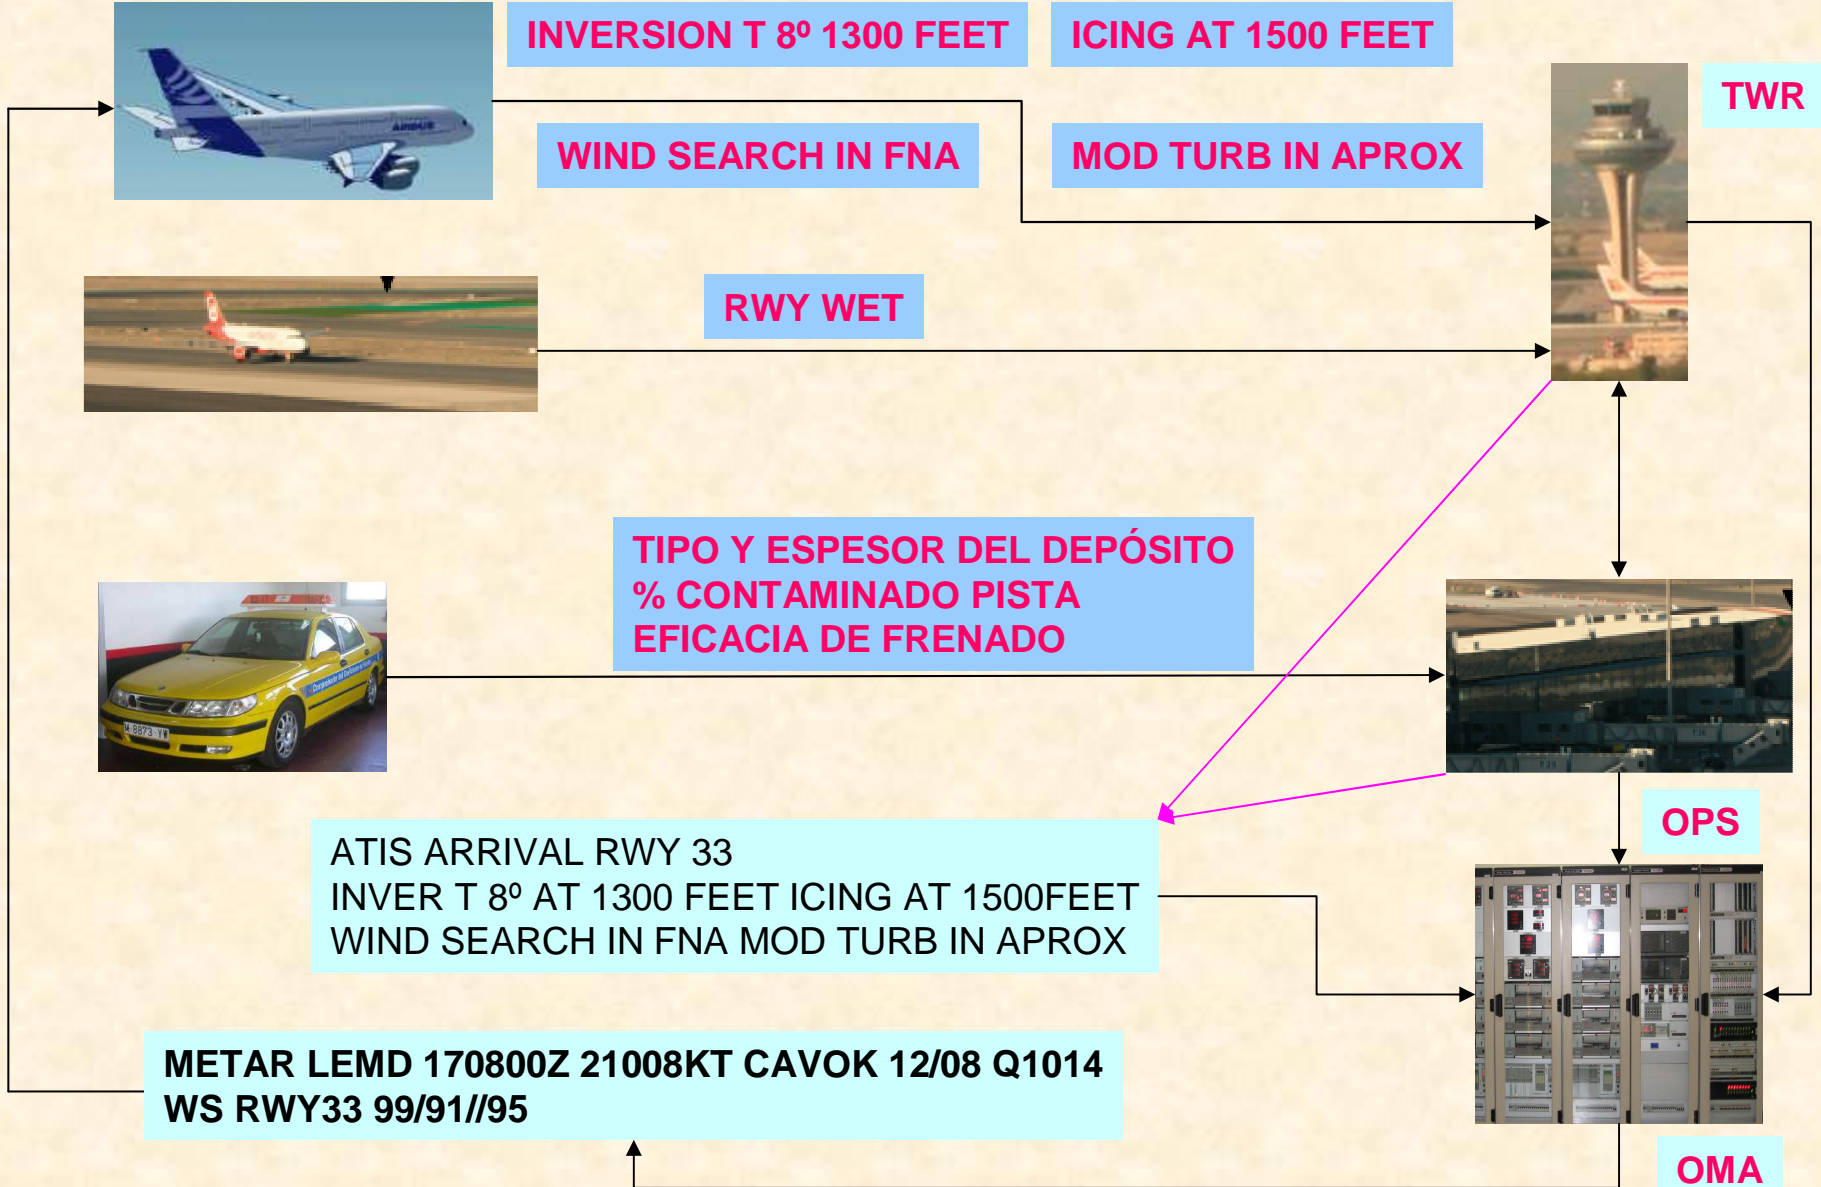 INVERSION T 8º 1300 FEET
ICING AT 1500 FEET
TWR
AIRBUS
WIND SEARCH IN FNA
MOD TURB IN APROX
RWY WET
TIPO Y ESPESOR DEL DEPÓSITO
% CONTAMINADO PISTA
EFICACIA DE FRENADO
M 8873 YW
OPS
ATIS ARRIVAL RWY 33
INVER T 8º AT 1300 FEET ICING AT 1500FEET
WIND SEARCH IN FNA MOD TURB IN APROX
METAR LEMD 170800Z 21008KT CAVOK 12/08 Q1014
WS RWY33 99/91//95
OMA